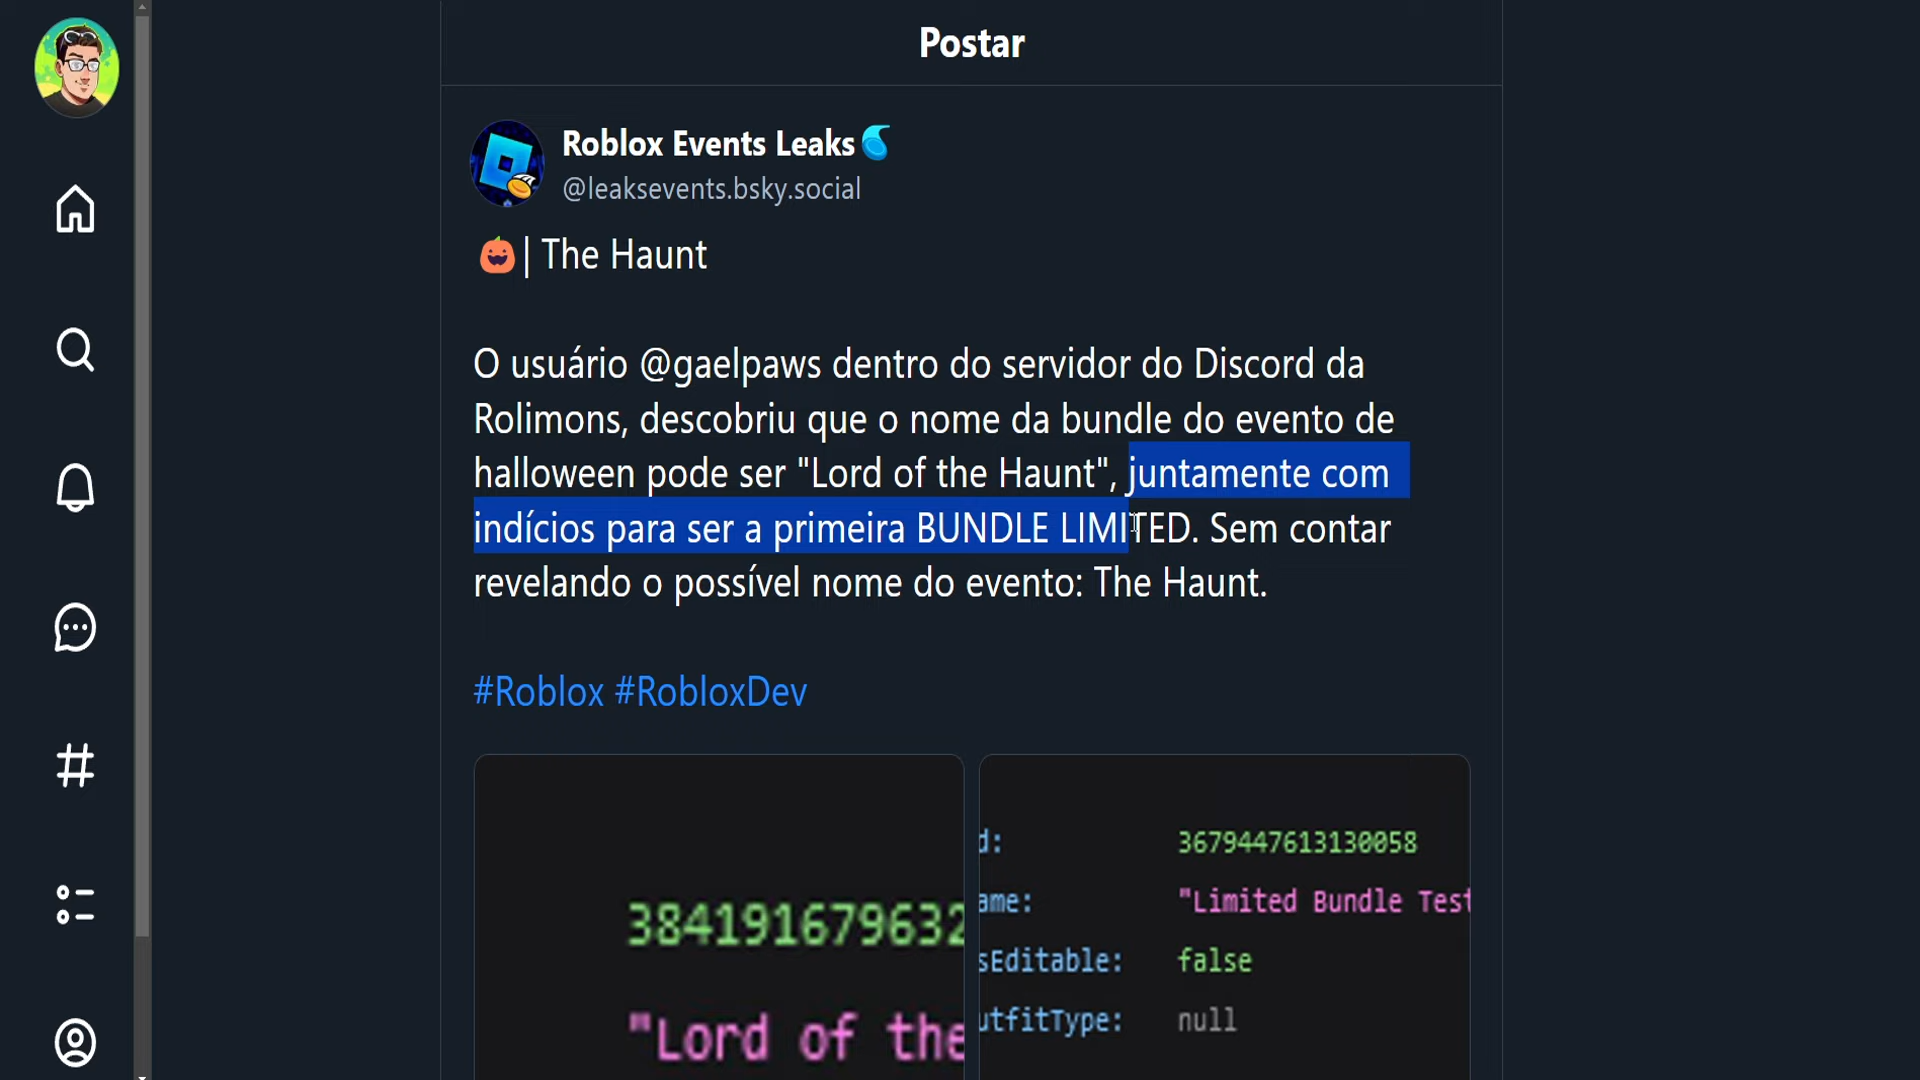 Postar
Roblox Events Leaks
@leaksevents.bsky.social
| The Haunt
O usuário @gaelpaws dentro do servidor do Discord da
Rolimons, descobriu que o nome da bundle do evento de
halloween pode ser "Lord of the Haunt", juntamente com
indícios para ser a primeira BUNDLE LIMITED. Sem contar
revelando o possível nome do evento: The Haunt.
#Roblox #RobloxDev
384191679632
"Lord of the
d: 3679447613130058
ame: "Limited Bundle Test
sEditable: false
utfitType: null